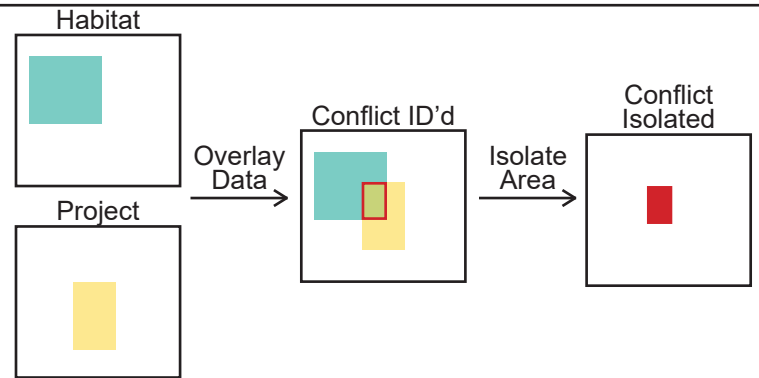 Habitat
Project
Overlay
Data
Conflict ID'd
Isolate
Area
Conflict
Isolated